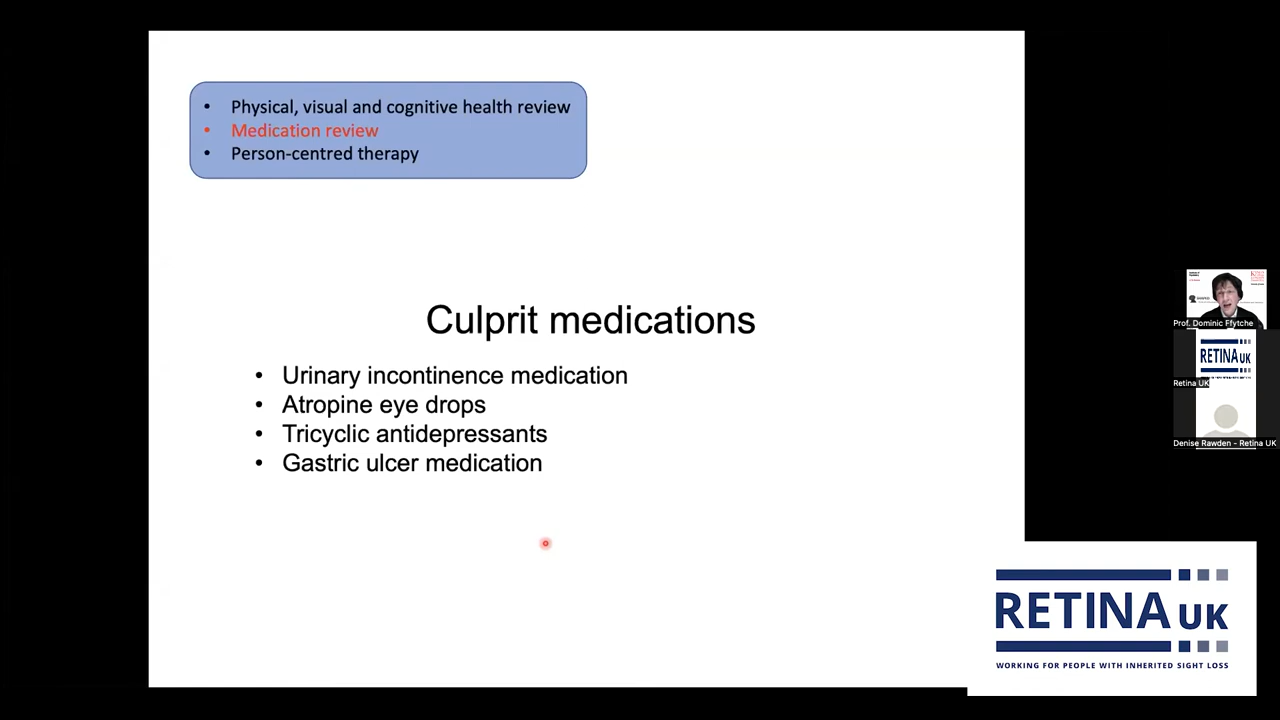 • Physical, visual and cognitive health review
• Medication review
• Person-centred therapy
Culprit medications
• Urinary incontinence medication
• Atropine eye drops
• Tricyclic antidepressants
• Gastric ulcer medication
Prof. Dominic Ffytche
RETINA UK
Retina UK
Denise Rawden - Retina UK
RETINA UK
WORKING FOR PEOPLE WITH INHERITED SIGHT LOSS